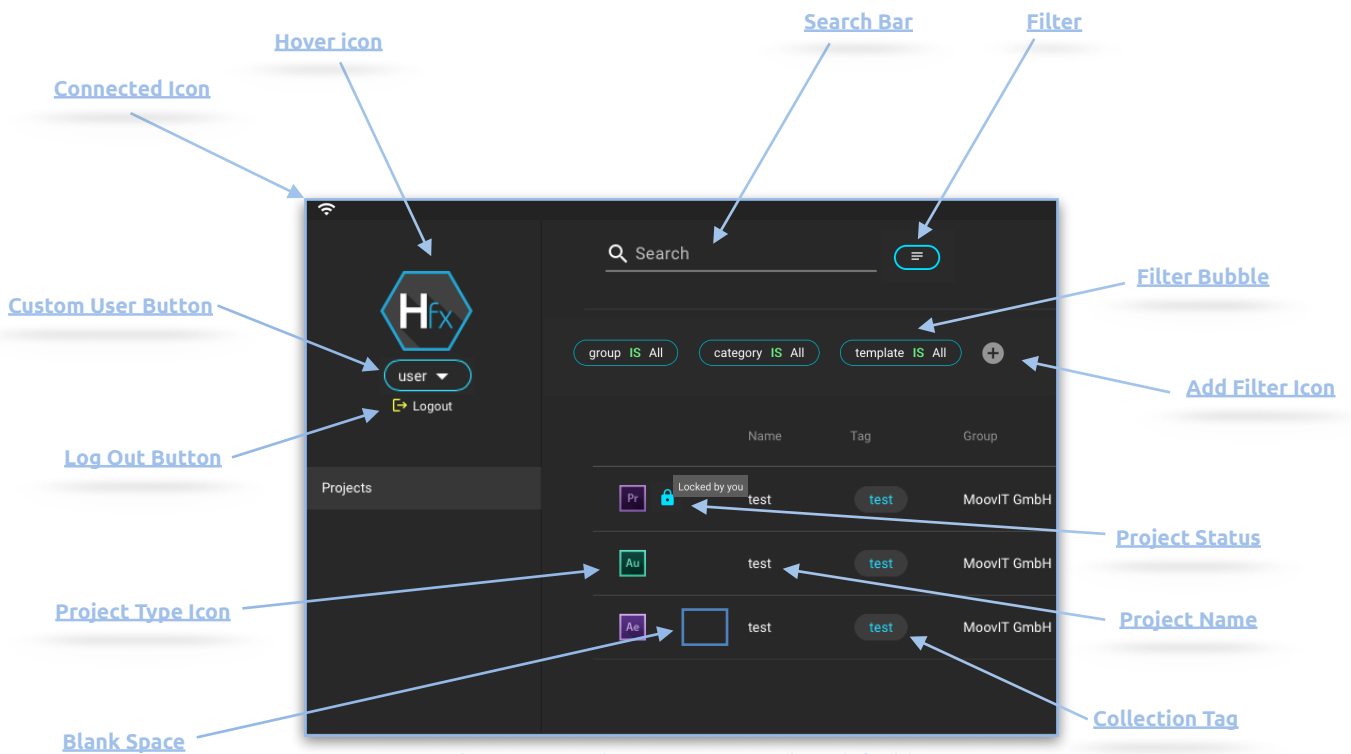 Search Bar
Filter
Hover icon
Connected Icon
Search
Filter Bubble
Custom User Button
Hfx
group IS All
category IS All
template IS All
user
Add Filter Icon
Logout
Name
Tag
Group
Log Out Button
Projects
Locked by you
Pr
test
test
MoovIT GmbH
Project Status
Au
test
test
MoovIT GmbH
Project Type Icon
Project Name
Ae
test
test
MoovIT GmbH
Collection Tag
Blank Space